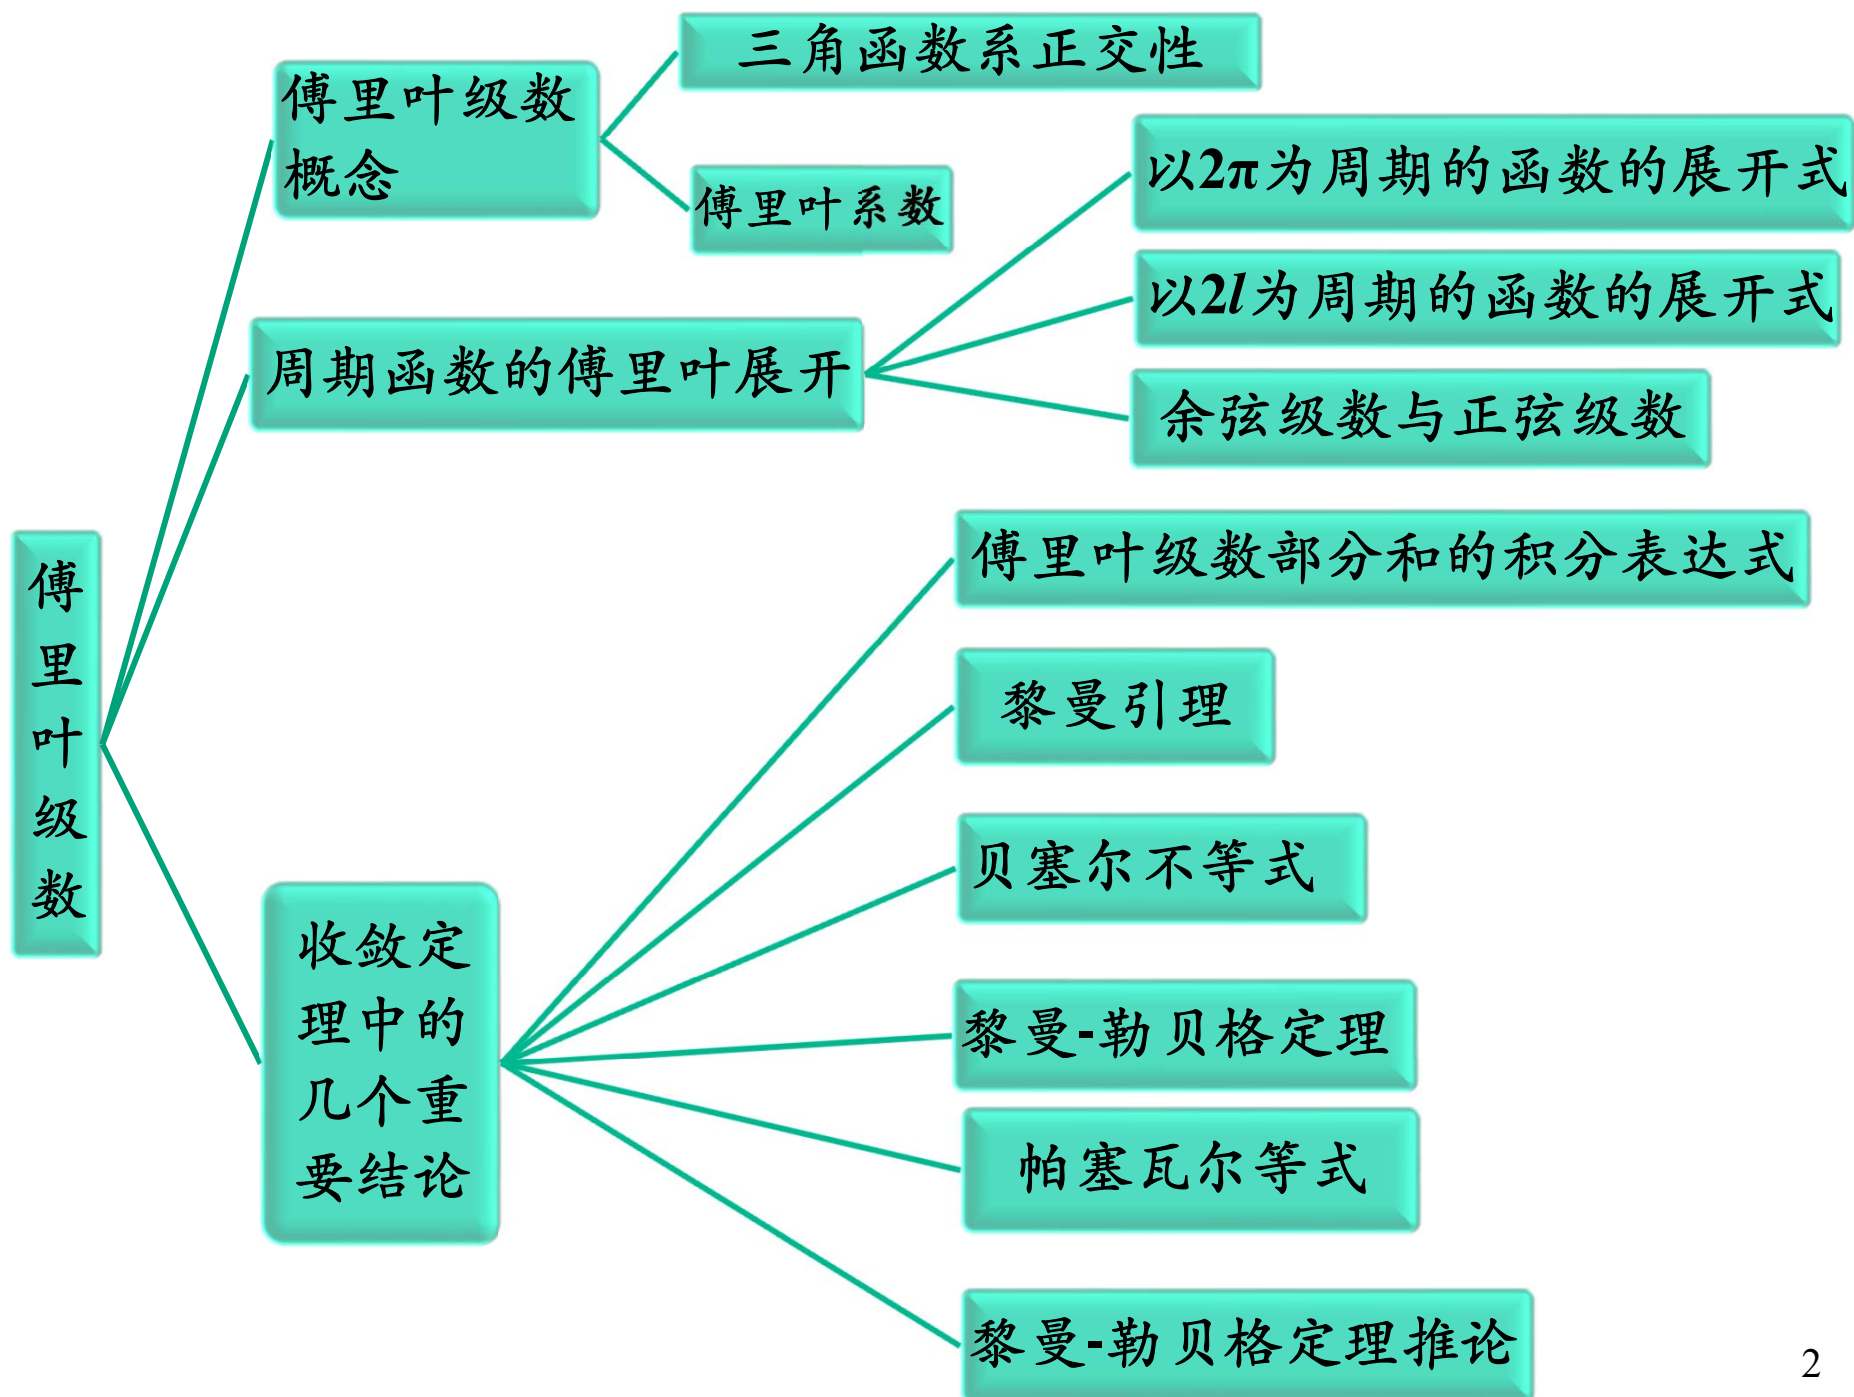 傅里叶级数
傅里叶级数
概念
三角函数系正交性
傅里叶系数
周期函数的傅里叶展开
以2π为周期的函数的展开式
以2l为周期的函数的展开式
余弦级数与正弦级数
收敛定
理中的
几个重
要结论
傅里叶级数部分和的积分表达式
黎曼引理
贝塞尔不等式
黎曼-勒贝格定理
帕塞瓦尔等式
黎曼-勒贝格定理推论
2